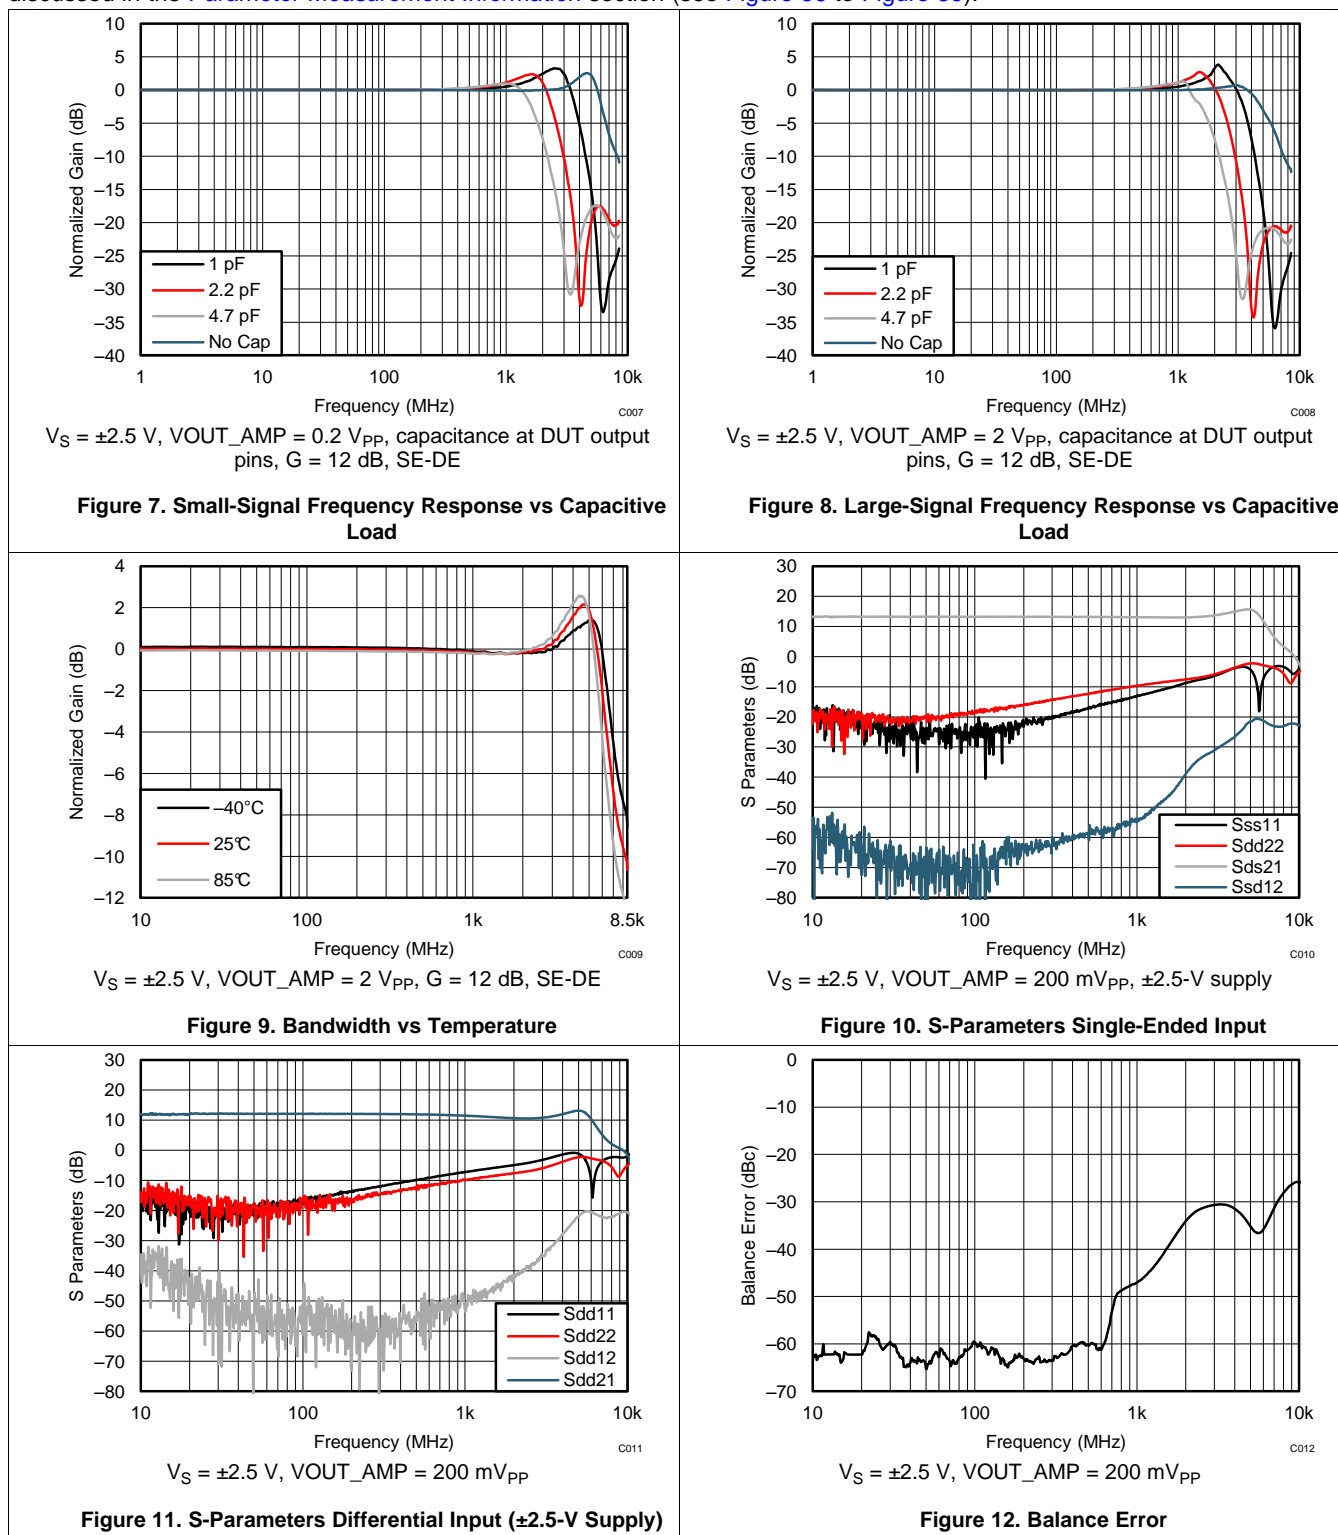 discussed in the Parameter Measurement Information section (see Figure
10
5
0
–5
–10
–15
–20
–25
–30
–35
–40
Normalized Gain (dB)
1 pF
2.2 pF
4.7 pF
No Cap
1
10
100
1k
10k
Frequency (MHz)
C007
VS = ±2.5 V, VOUT_AMP = 0.2 VPP, capacitance at DUT output
pins, G = 12 dB, SE-DE
Figure 7. Small-Signal Frequency Response vs Capacitive
Load
10
5
0
–5
–10
–15
–20
–25
–30
–35
–40
Normalized Gain (dB)
1 pF
2.2 pF
4.7 pF
No Cap
1
10
100
1k
10k
Frequency (MHz)
C008
VS = ±2.5 V, VOUT_AMP = 2 VPP, capacitance at DUT output
pins, G = 12 dB, SE-DE
Figure 8. Large-Signal Frequency Response vs Capacitive
Load
4
2
0
–2
–4
–6
–8
–10
–12
Normalized Gain (dB)
–40°C
25°C
85°C
10
100
1k
8.5k
Frequency (MHz)
C009
VS = ±2.5 V, VOUT_AMP = 2 VPP, G = 12 dB, SE-DE
Figure 9. Bandwidth vs Temperature
30
20
10
0
–10
–20
–30
–40
–50
–60
–70
–80
S Parameters (dB)
Sss11
Sdd22
Sds21
Ssd12
10
100
1k
10k
Frequency (MHz)
C010
VS = ±2.5 V, VOUT_AMP = 200 mVPP, ±2.5-V supply
Figure 10. S-Parameters Single-Ended Input
30
20
10
0
–10
–20
–30
–40
–50
–60
–70
–80
S Parameters (dB)
Sdd11
Sdd22
Sdd12
Sdd21
10
100
1k
10k
Frequency (MHz)
C011
VS = ±2.5 V, VOUT_AMP = 200 mVPP
Figure 11. S-Parameters Differential Input (±2.5-V Supply)
0
–10
–20
–30
–40
–50
–60
–70
Balance Error (dBc)
10
100
1k
10k
Frequency (MHz)
C012
VS = ±2.5 V, VOUT_AMP = 200 mVPP
Figure 12. Balance Error